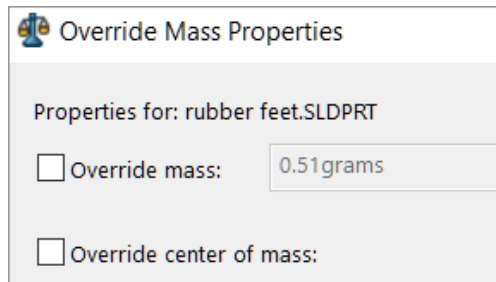 Override Mass Properties
Properties for: rubber feet.SLDPRT
Override mass: 0.51grams
Override center of mass: